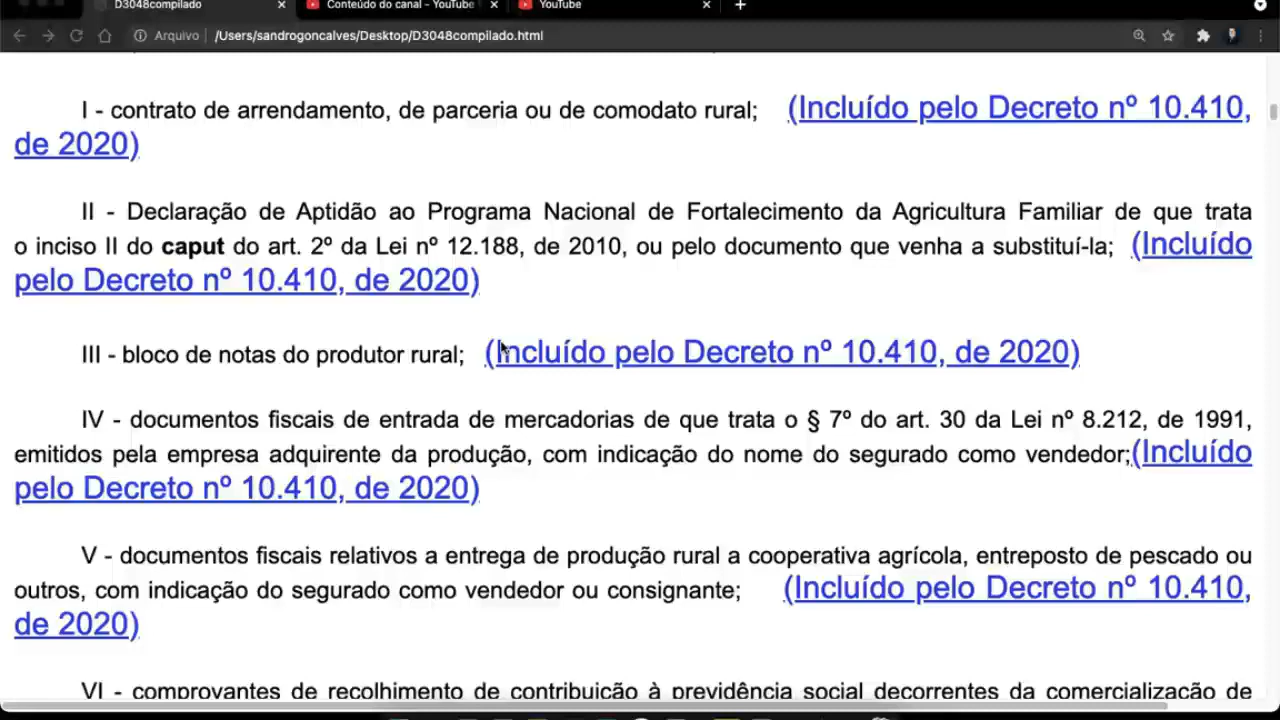 D3048compilado
Conteúdo do canal - YouTube
YouTube
Arquivo | /Users/sandrogoncalves/Desktop/D3048compilado.html
I - contrato de arrendamento, de parceria ou de comodato rural; (Incluído pelo Decreto nº 10.410,
de 2020)
II - Declaração de Aptidão ao Programa Nacional de Fortalecimento da Agricultura Familiar de que trata
o inciso II do caput do art. 2º da Lei nº 12.188, de 2010, ou pelo documento que venha a substituí-la; (Incluído
pelo Decreto nº 10.410, de 2020)
III - bloco de notas do produtor rural; (Incluído pelo Decreto nº 10.410, de 2020)
IV - documentos fiscais de entrada de mercadorias de que trata o § 7º do art. 30 da Lei nº 8.212, de 1991,
emitidos pela empresa adquirente da produção, com indicação do nome do segurado como vendedor;(Incluído
pelo Decreto nº 10.410, de 2020)
V - documentos fiscais relativos a entrega de produção rural a cooperativa agrícola, entreposto de pescado ou
outros, com indicação do segurado como vendedor ou consignante; (Incluído pelo Decreto nº 10.410,
de 2020)
VI - comprovantes de recolhimento de contribuição à previdência social decorrentes da comercialização de